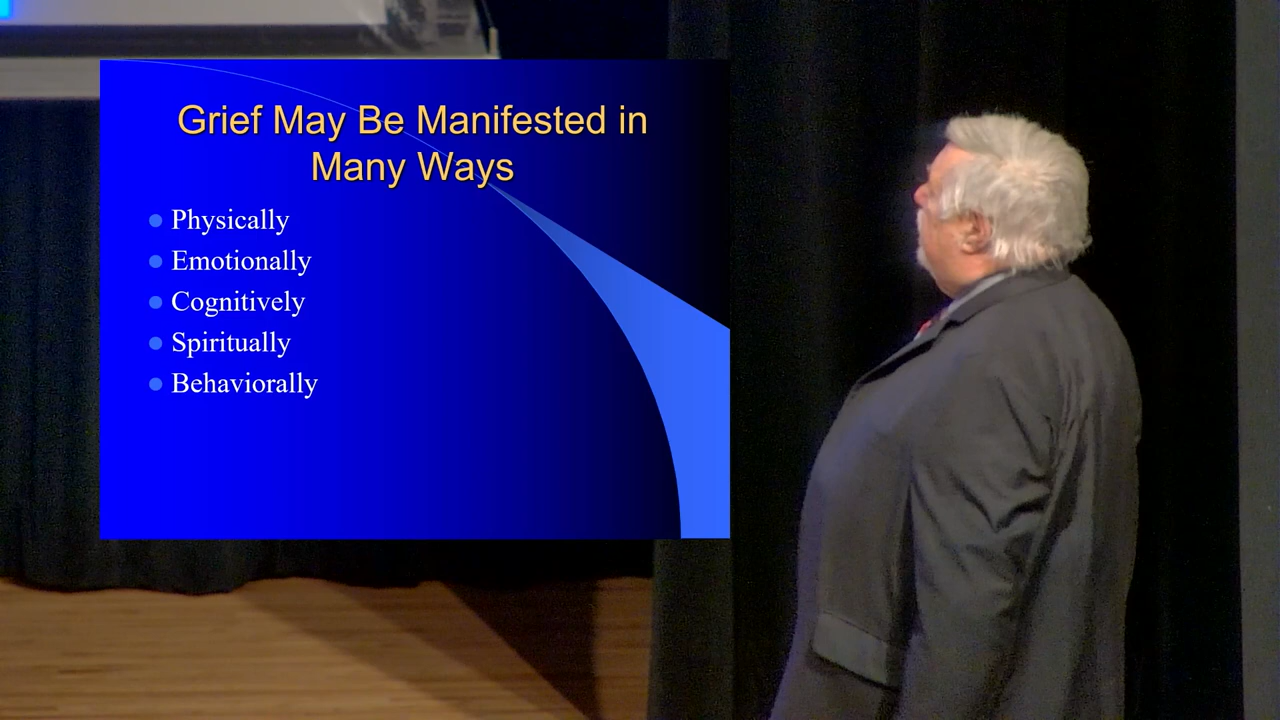 Grief May Be Manifested in
Many Ways
Physically
Emotionally
Cognitively
Spiritually
Behaviorally